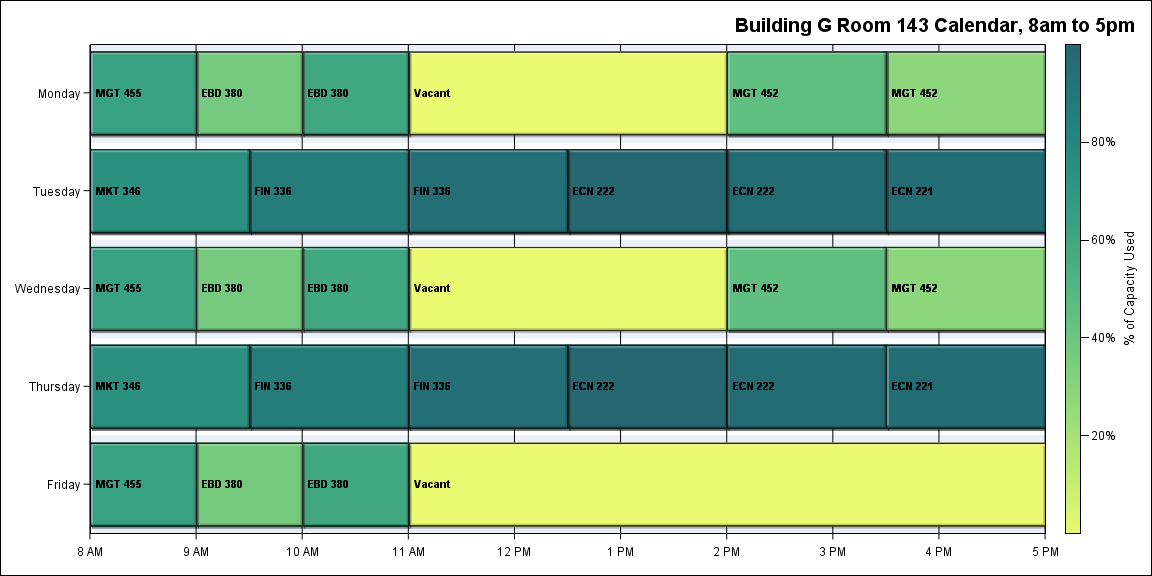 Building G Room 143 Calendar, 8am to 5pm
Monday MGT 455 EBD 380 EBD 380 Vacant MGT 452 MGT 452
80%
Tuesday MKT 346 FIN 336 FIN 336 ECN 222 ECN 222 ECN 221
60%
% of Capacity Used
Wednesday MGT 455 EBD 380 EBD 380 Vacant MGT 452 MGT 452
40%
Thursday MKT 346 FIN 336 FIN 336 ECN 222 ECN 222 ECN 221
20%
Friday MGT 455 EBD 380 EBD 380 Vacant
8 AM 9 AM 10 AM 11 AM 12 PM 1 PM 2 PM 3 PM 4 PM 5 PM